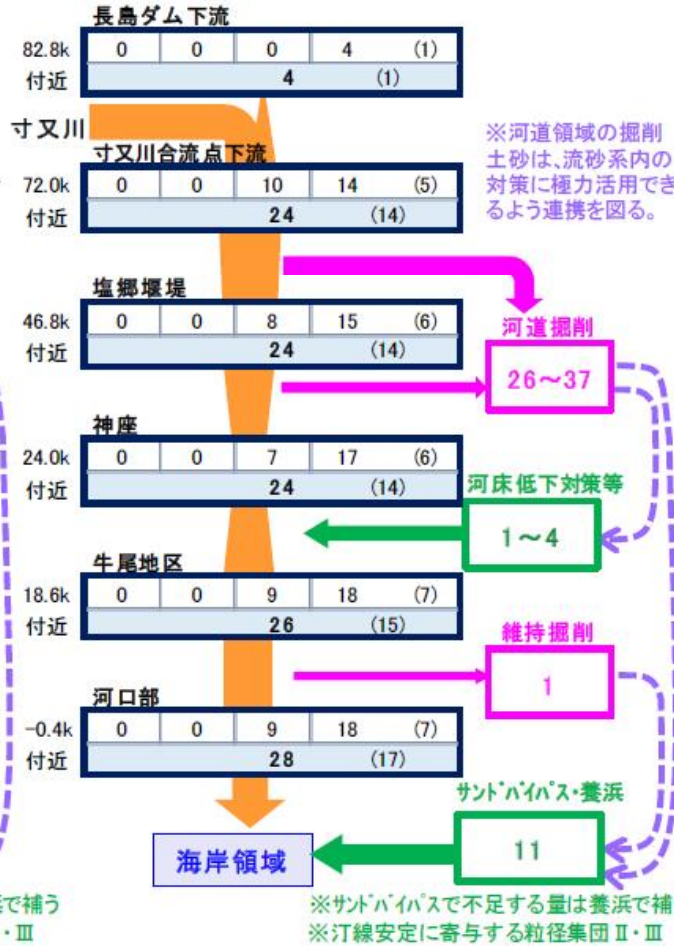 長島ダム下流
82.8k
付近
0 0 0 4 (1)
4 (1)
寸又川
寸又川合流点下流
72.0k
付近
0 0 10 14 (5)
24 (14)
※河道領域の掘削
土砂は、流砂系内の
対策に極力活用でき
るよう連携を図る。
塩郷堰堤
46.8k
付近
0 0 8 15 (6)
24 (14)
河道掘削
26～37
神座
24.0k
付近
0 0 7 17 (6)
24 (14)
河床低下対策等
1～4
牛尾地区
18.6k
付近
0 0 9 18 (7)
26 (15)
維持掘削
1
河口部
-0.4k
付近
0 0 9 18 (7)
28 (17)
サンドバイパス・養浜
11
海岸領域
で補う
・Ⅲ
※サンドバイパスで不足する量は養浜で補
※汀線安定に寄与する粒径集団Ⅱ・Ⅲ